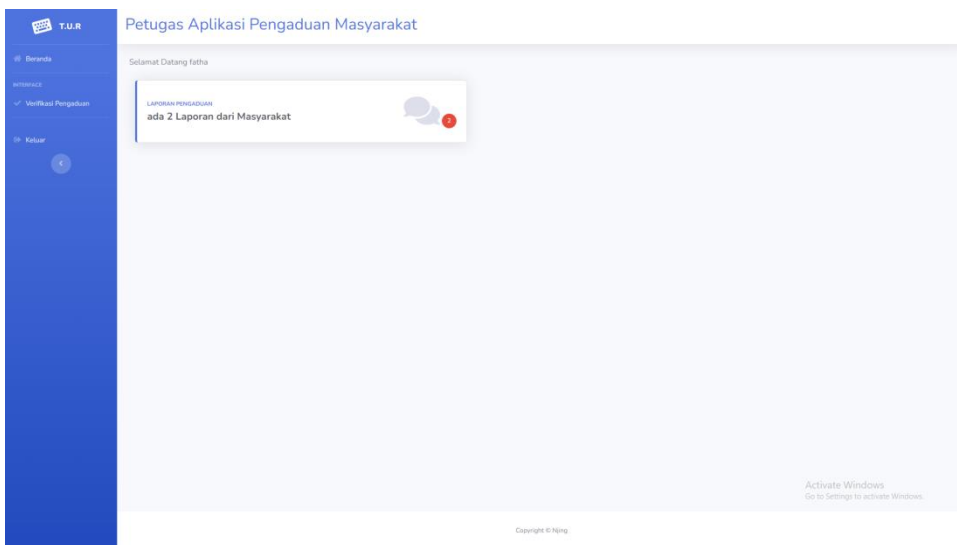 T.U.R
Petugas Aplikasi Pengaduan Masyarakat
Beranda
Selamat Datang fatha
INTERFACE
Verifikasi Pengaduan
LAPORAN PENGADUAN
ada 2 Laporan dari Masyarakat
2
Keluar
Activate Windows
Go to Settings to activate Windows.
Copyright © Njing